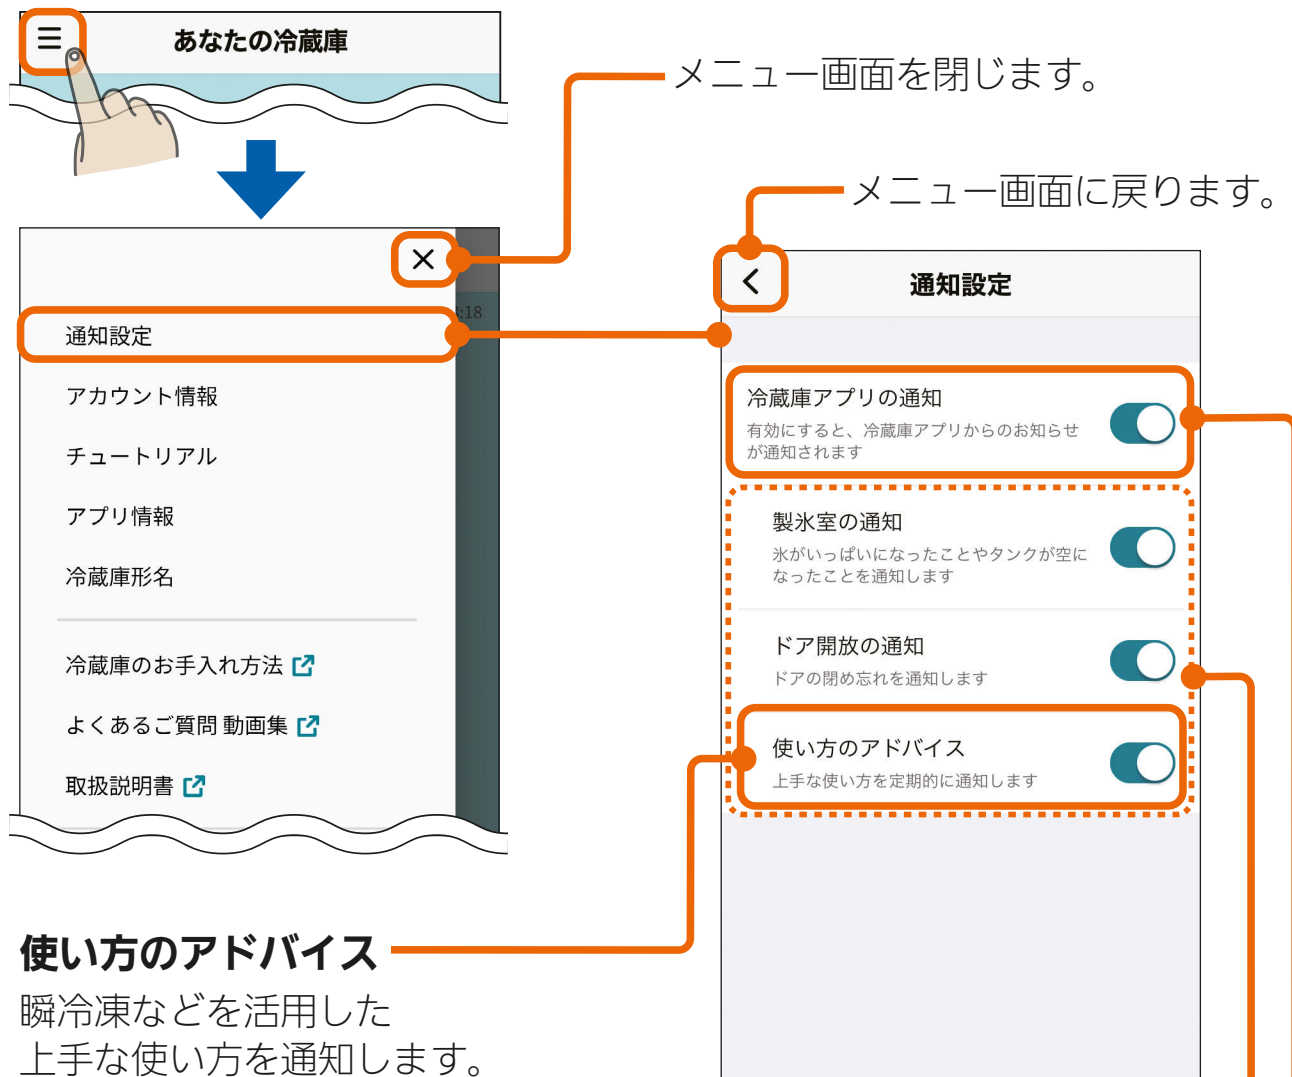 あなたの冷蔵庫
メニュー画面を閉じます。
メニュー画面に戻ります。
:18
通知設定
アカウント情報
チュートリアル
アプリ情報
冷蔵庫形名
冷蔵庫のお手入れ方法
よくあるご質問 動画集
取扱説明書
通知設定
冷蔵庫アプリの通知
有効にすると、冷蔵庫アプリからのお知らせ
が通知されます
製氷室の通知
氷がいっぱいになったことやタンクが空に
なったことを通知します
ドア開放の通知
ドアの閉め忘れを通知します
使い方のアドバイス
上手な使い方を定期的に通知します
使い方のアドバイス
瞬冷凍などを活用した
上手な使い方を通知します。